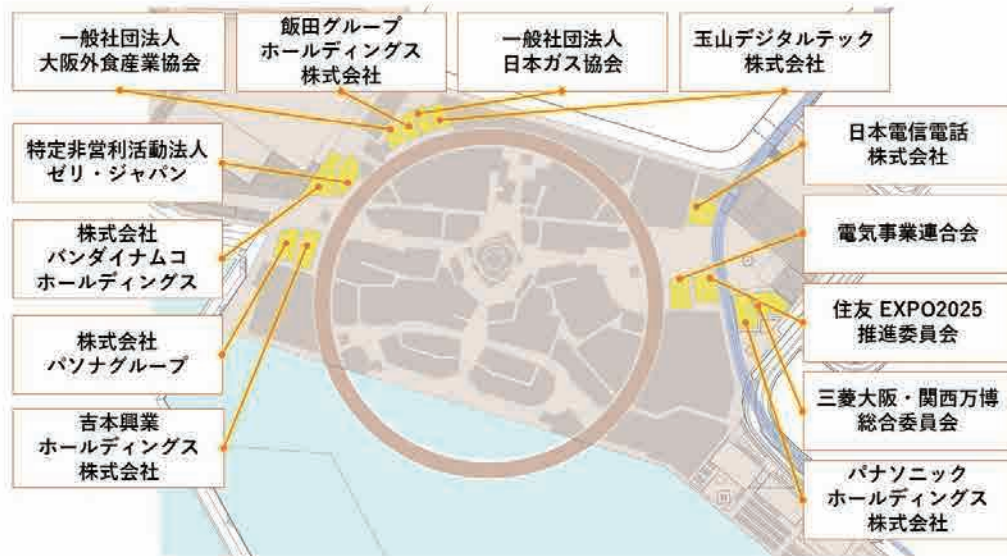 一般社団法人
大阪外食産業協会
飯田グループ
ホールディングス
株式会社
一般社団法人
日本ガス協会
玉山デジタルテック
株式会社
特定非営利活動法人
ゼリ・ジャパン
株式会社
バンダイナムコ
ホールディングス
株式会社
パソナグループ
吉本興業
ホールディングス
株式会社
日本電信電話
株式会社
電気事業連合会
住友 EXPO2025
推進委員会
三菱大阪・関西万博
総合委員会
パナソニック
ホールディングス
株式会社